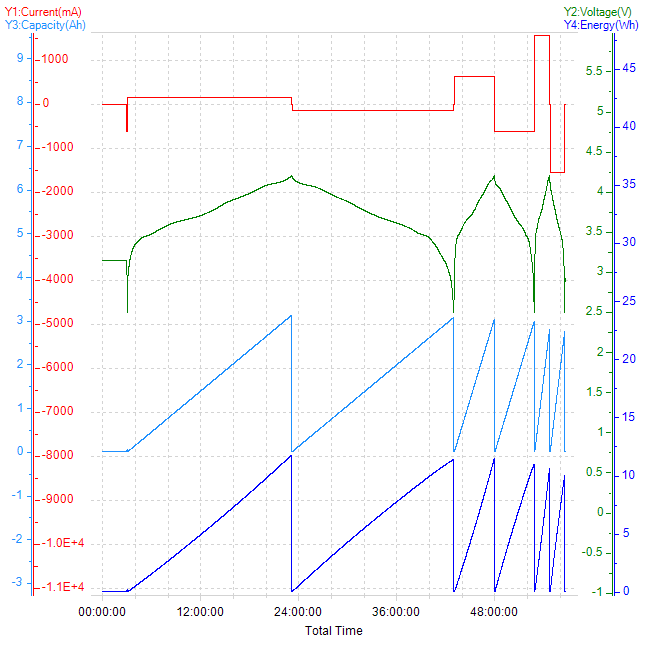 Y1:Current(mA) Y2:Voltage(V)
Y3:Capacity(Ah) Y4:Energy(Wh)
9 1000 5.5 45
8 0 5
7 -1000 4.5 40
6 -2000 4 35
5 -3000 3.5 30
4 -4000 3 25
3 -5000 2.5
2 -6000 2 20
1 -7000 1.5 15
0 -8000 1
-1 -9000 0.5 10
-2 -1.0E+4 0 5
-3 -1.1E+4 -0.5
-1 0
00:00:00 12:00:00 24:00:00 36:00:00 48:00:00
Total Time